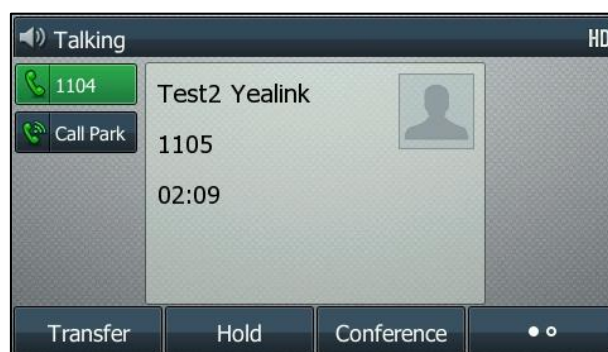 Talking
HD
1104
Call Park
Test2 Yealink
1105
02:09
Transfer
Hold
Conference